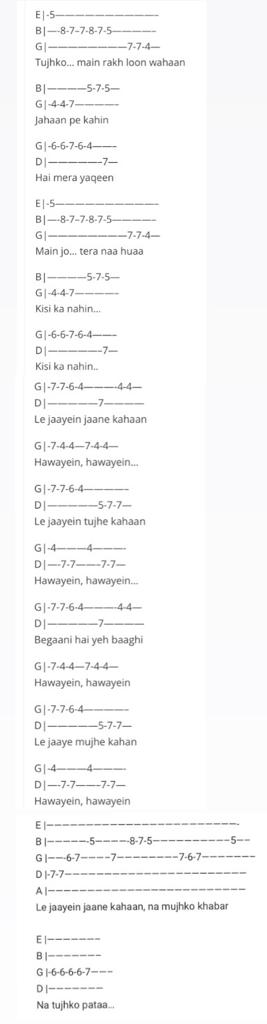 E|-5——————————–
B|—-8-7–7-8-7-5————–
G|————————7-7-4—
Tujhko... main rakh loon wahaan
B|————5-7-5—
G|-4-4-7————–
Jahaan pe kahin
G|-6-6-7-6-4——–
D|—————–7—
Hai mera yaqeen
E|-5——————————–
B|—-8-7–7-8-7-5————–
G|————————7-7-4—
Main jo... tera naa huaa
B|————5-7-5—
G|-4-4-7————–
Kisi ka nahin...
G|-6-6-7-6-4——–
D|—————–7—
Kisi ka nahin..
G|-7-7-6-4———-4-4—
D|—————7————
Le jaayein jaane kahaan
G|-7-4-4—7-4-4—
Hawayein, hawayein...
G|-7-7-6-4————–
D|—————5-7-7—
Le jaayein tujhe kahaan
G|-4———4———-
D|—-7-7——–7-7—
Hawayein, hawayein...
G|-7-7-6-4———-4-4—
D|—————7————
Begaani hai yeh baaghi
G|-7-4-4—7-4-4—
Hawayein, hawayein
G|-7-7-6-4————–
D|—————5-7-7—
Le jaaye mujhe kahan
G|-4———4———-
D|—-7-7——–7-7—
Hawayein, hawayein
E |————————————————-
B |——————-5————-8-7-5————————5-–
G |—–6-7-–––7-––––––––7-6-7–––––––
D |-7-7————————————————
A |————————————————
Le jaayein jaane kahaan, na mujhko khabar
E |–––––––
B |–––––––
G |-6-6-6-6-7–––
D |–––––––
Na tujhko pataa...